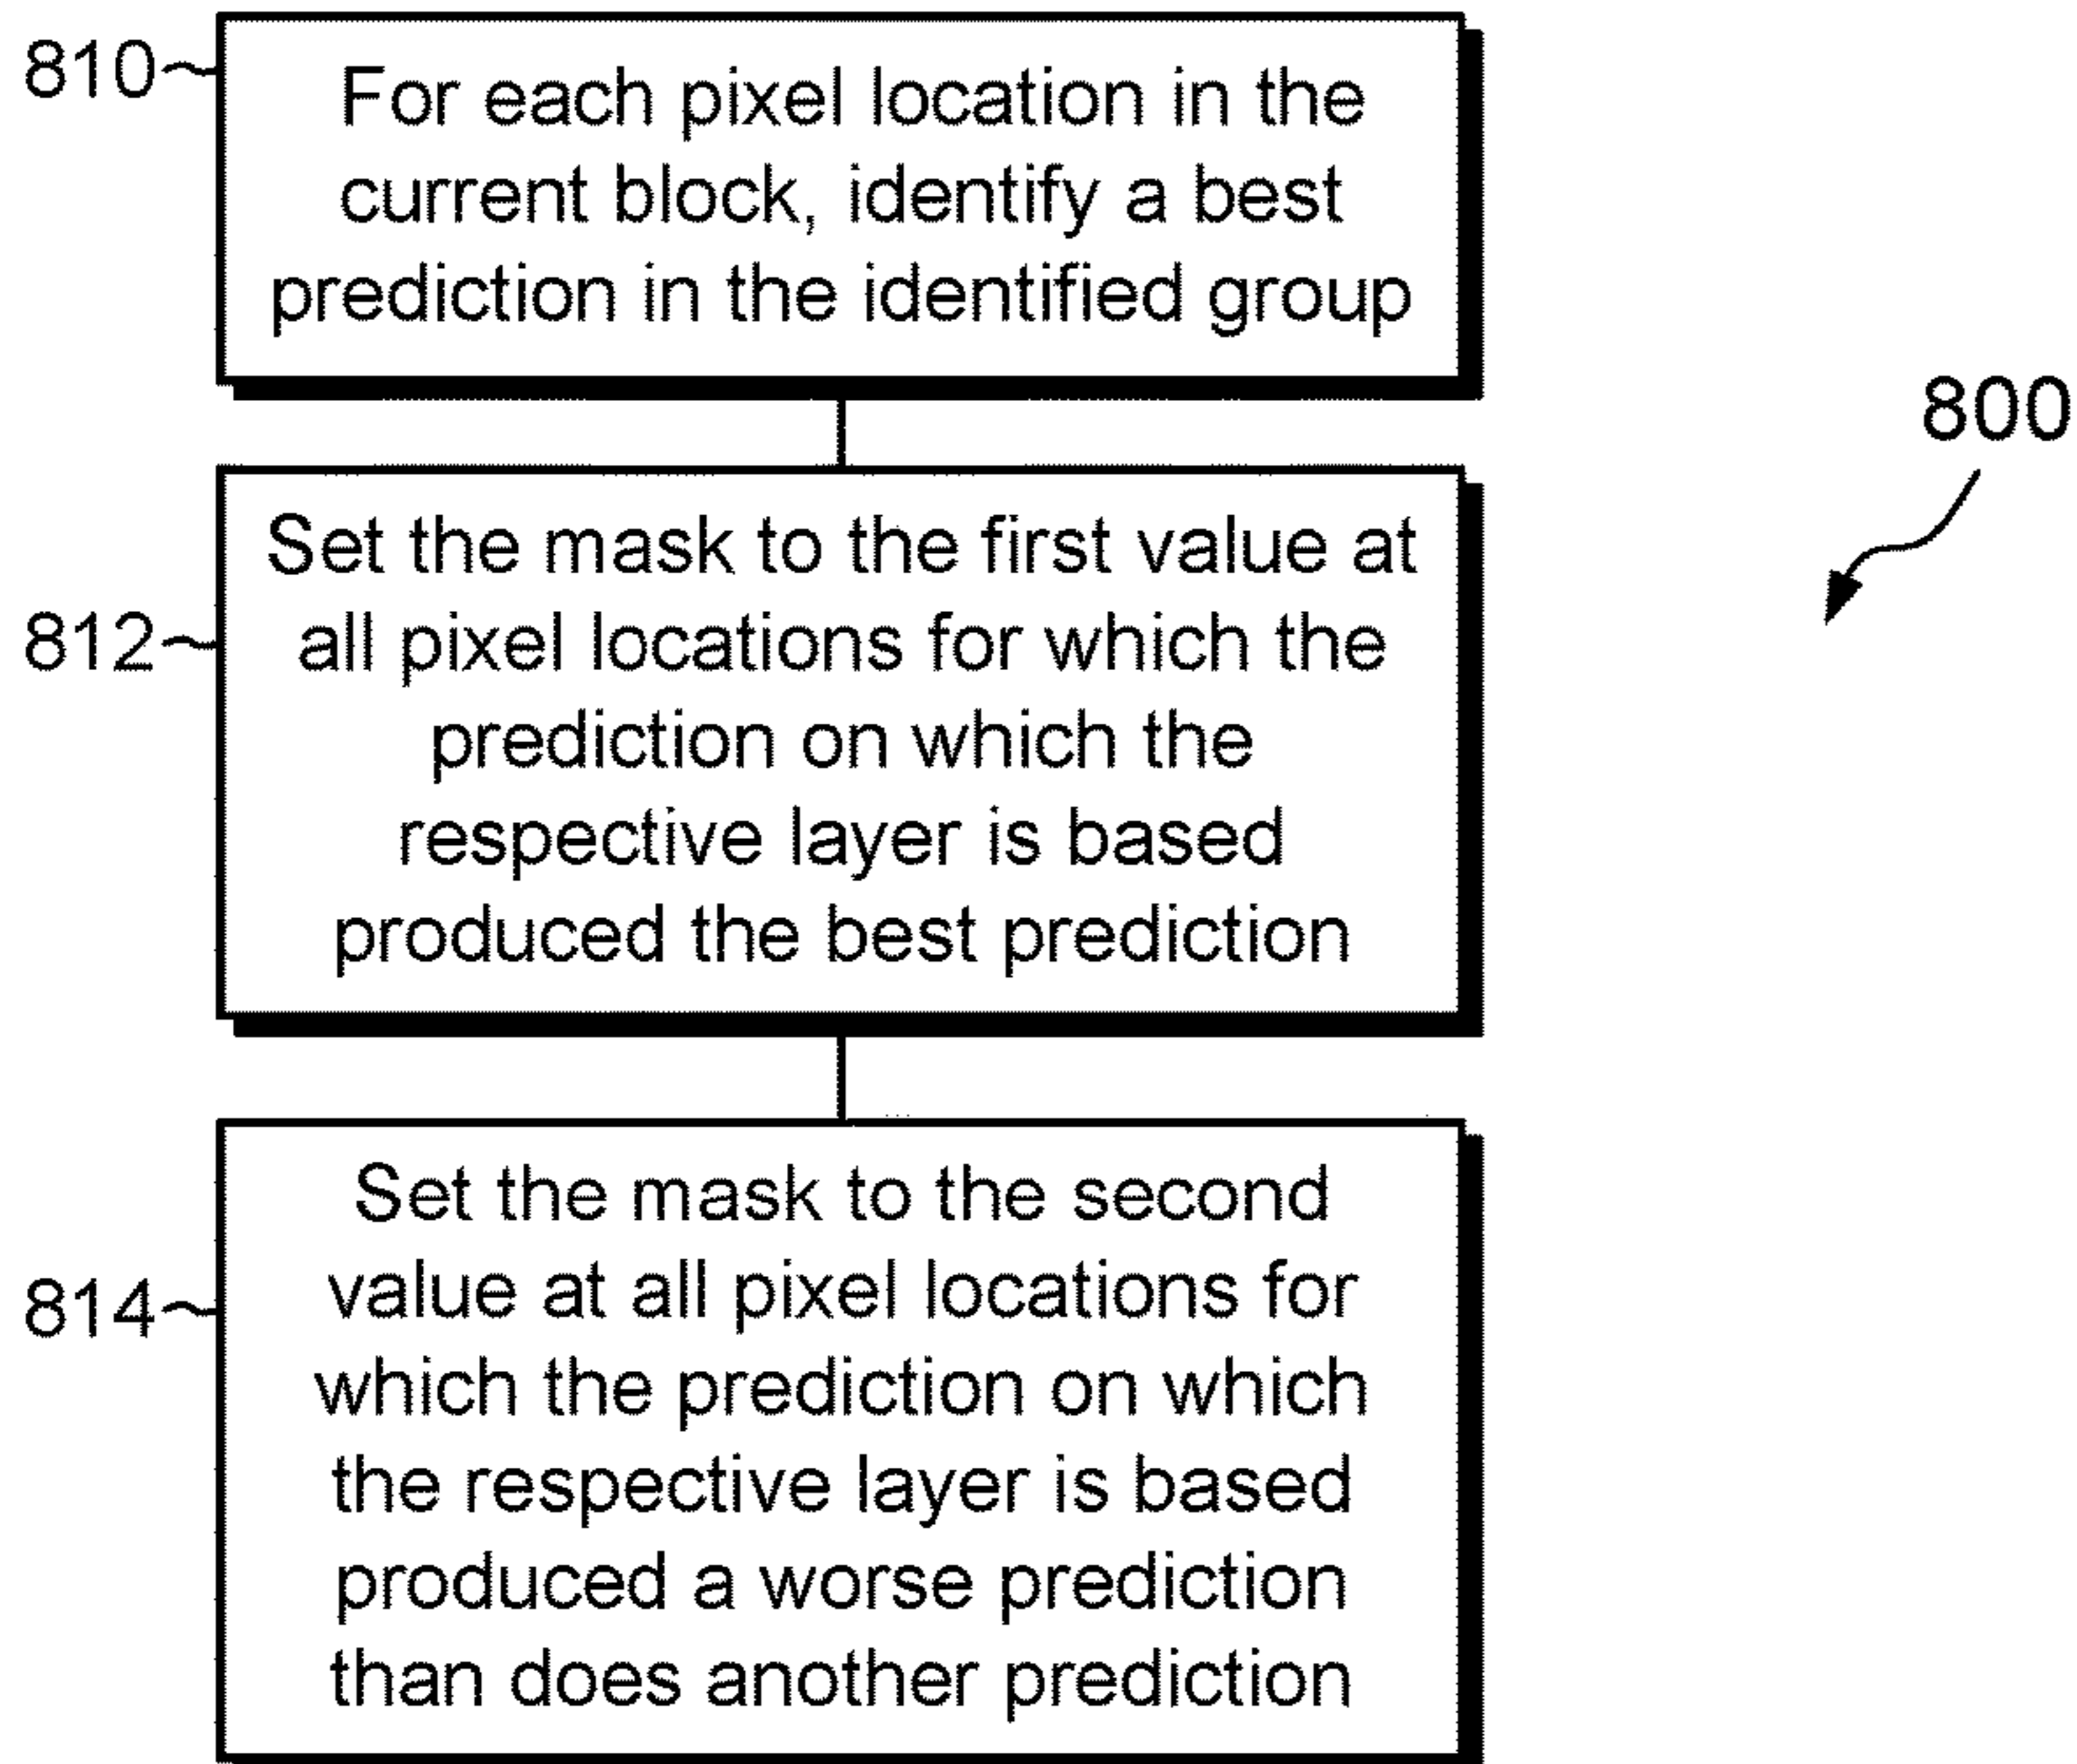 810
For each pixel location in the
current block, identify a best
prediction in the identified group
800
812
Set the mask to the first value at
all pixel locations for which the
prediction on which the
respective layer is based
produced the best prediction
814
Set the mask to the second
value at all pixel locations for
which the prediction on which
the respective layer is based
produced a worse prediction
than does another prediction